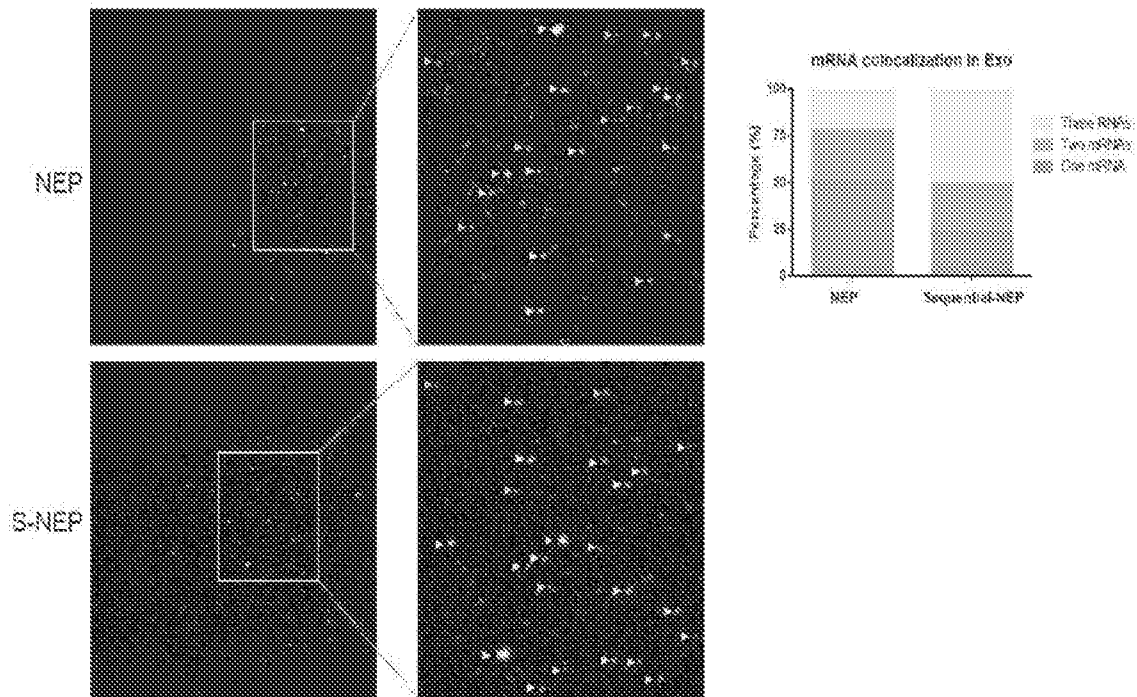 NEP
S-NEP
mRNA colocalization in Exo
Percentage (%)
100
75
50
25
0
NEP
Sequential-NEP
Three RNAs
Two mRNAs
One mRNA